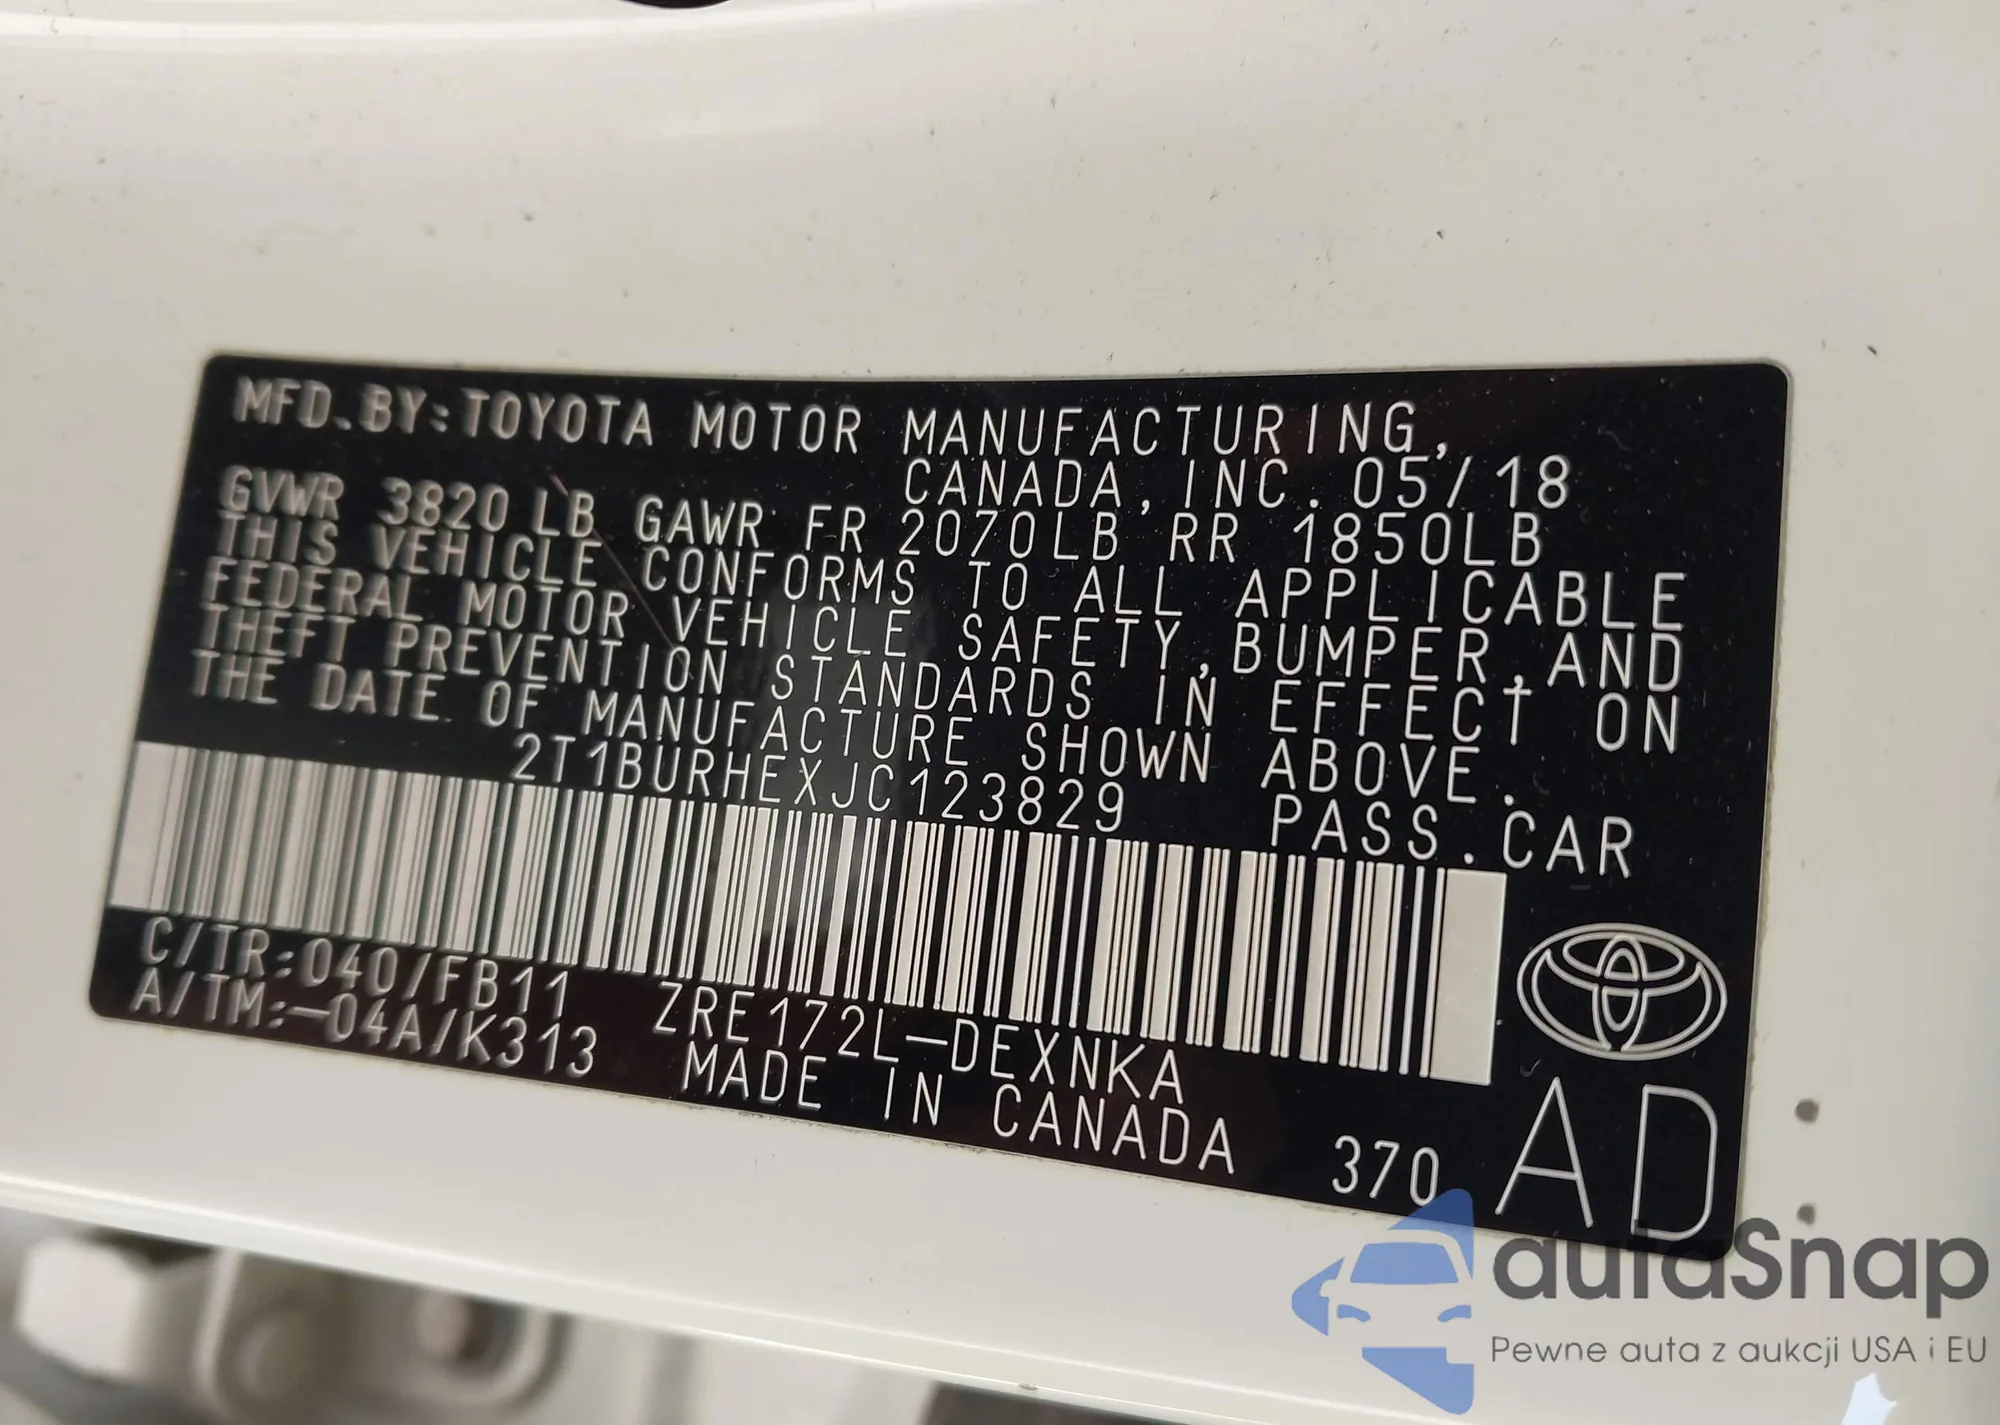 MFD.BY:TOYOTA MOTOR MANUFACTURING,
CANADA,INC. 05/18
GVWR 3820 LB GAWR FR 2070LB RR 1850LB
THIS VEHICLE CONFORMS TO ALL APPLICABLE
FEDERAL MOTOR VEHICLE SAFETY,BUMPER,AND
THEFT PREVENTION STANDARDS IN EFFECT ON
THE DATE OF MANUFACTURE SHOWN ABOVE.
2T1BURHEXJC123829 PASS.CAR
C/TR:040/FB11 ZRE172L-DEXNKA
A/TM:-04A/K313 MADE IN CANADA 370 AD
autaSnap
Pewne auta z aukcji USA i EU